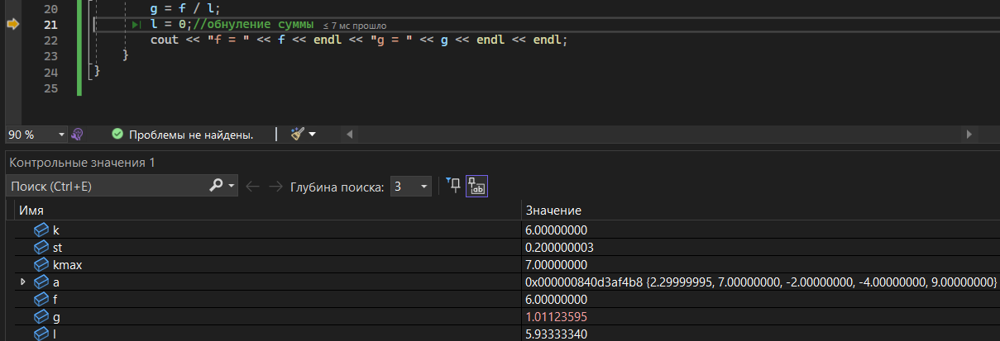 20 g = f / l;
21 l = 0;//обнуление суммы ≤ 7 мс прошло
22 cout << "f = " << f << endl << "g = " << g << endl << endl;
23 }
24 }
25
90 % Проблемы не найдены.
Контрольные значения 1
Поиск (Ctrl+E) Глубина поиска: 3
Имя Значение
k 6.00000000
st 0.200000003
kmax 7.00000000
a 0x000000840d3af4b8 {2.29999995, 7.00000000, -2.00000000, -4.00000000, 9.00000000}
f 6.00000000
g 1.01123595
l 5.93333340